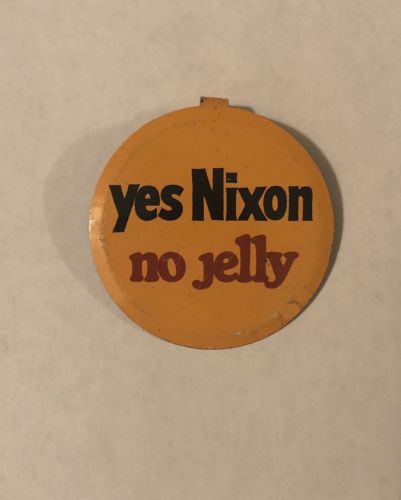 yes Nixon
no jelly